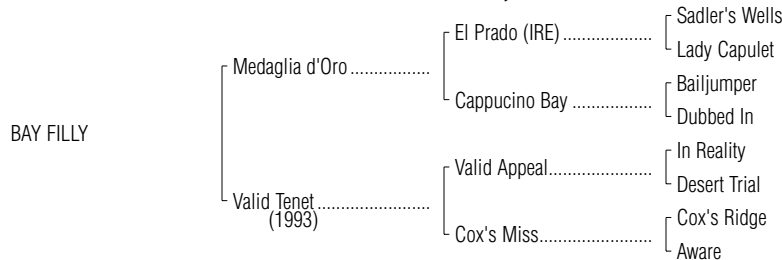 Sadler's Wells
El Prado (IRE) ....................
Lady Capulet
Medaglia d'Oro .................
Bailjumper
Cappucino Bay ..................
Dubbed In
BAY FILLY
In Reality
Valid Appeal.......................
Desert Trial
Valid Tenet ........................
(1993)
Cox's Ridge
Cox's Miss.........................
Aware